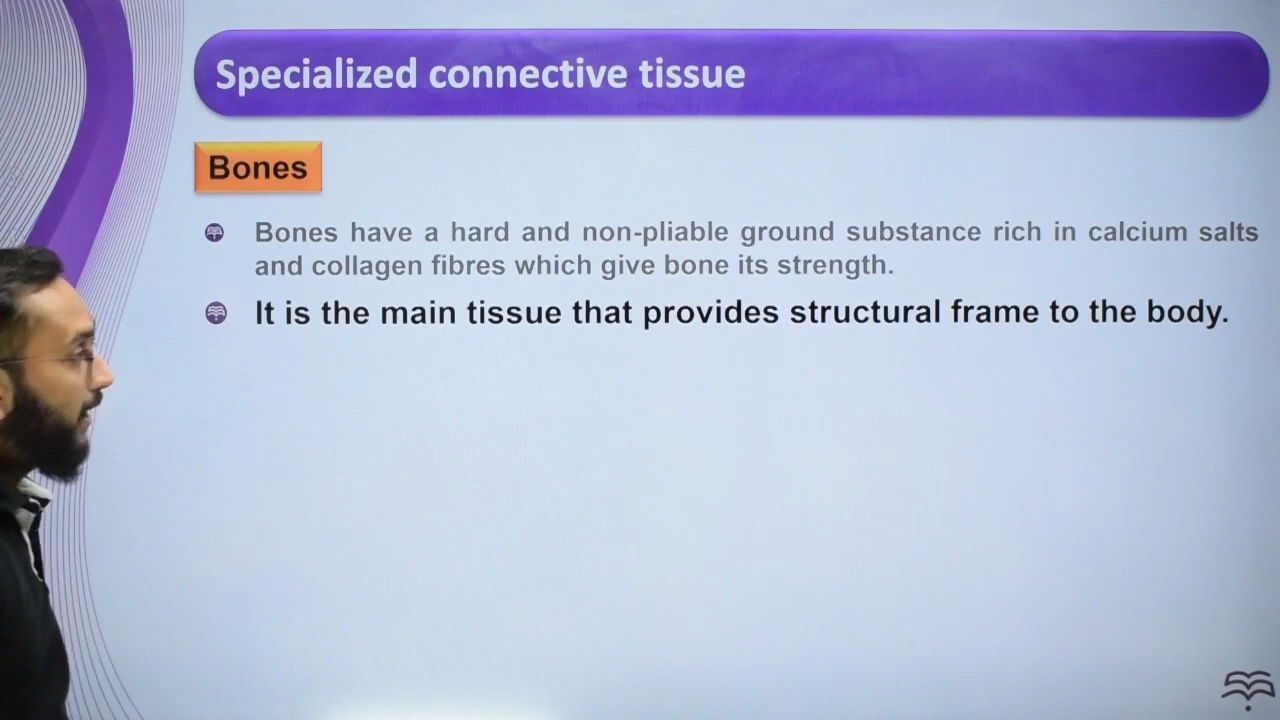 Specialized connective tissue
Bones
Bones have a hard and non-pliable ground substance rich in calcium salts
and collagen fibres which give bone its strength.
It is the main tissue that provides structural frame to the body.